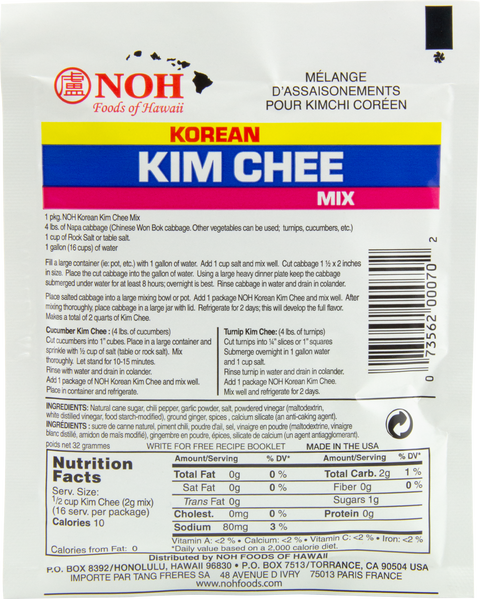 盧 NOH
Foods of Hawaii
MÉLANGE
D'ASSAISONEMENTS
POUR KIMCHI CORÉEN
KOREAN
KIM CHEE
MIX
1 pkg. NOH Korean Kim Chee Mix
4 lbs. of Napa cabbage (Chinese Won Bok cabbage. Other vegetables can be used; turnips, cucumbers, etc.)
1 cup of Rock Salt or table salt.
1 gallon (16 cups) of water
Fill a large container (ie: pot, etc.) with 1 gallon of water. Add 1 cup salt and mix well. Cut cabbage 1 ½ x 2 inches
in size. Place the cut cabbage into the gallon of water. Using a large heavy dinner plate keep the cabbage
submerged under water for at least 8 hours; overnight is best. Rinse cabbage in water and drain in colander.
Place salted cabbage into a large mixing bowl or pot. Add 1 package NOH Korean Kim Chee and mix well. After
mixing thoroughly, place cabbage in a large jar with lid. Refrigerate for 2 days; this will develop the full flavor.
Makes a total of 2 quarts of Kim Chee.
Cucumber Kim Chee: (4 lbs. of cucumbers)
Cut cucumbers into 1" cubes. Place in a large container and
sprinkle with ½ cup of salt (table or rock salt). Mix
thoroughly. Let stand for 10-15 minutes.
Rinse with water and drain in colander.
Add 1 package of NOH Korean Kim Chee and mix well.
Place in container and refrigerate.
Turnip Kim Chee: (4 lbs. of turnips)
Cut turnips into ¼" slices or 1" squares
Submerge overnight in 1 gallon water
and 1 cup salt.
Rinse turnip in water and drain in colander.
Add 1 package NOH Korean Kim Chee.
Mix well and refrigerate for 2 days.
0 73562 00070 2
INGREDIENTS: Natural cane sugar, chili pepper, garlic powder, salt, powdered vinegar (maltodextrin,
white distilled vinegar, food starch-modified), ground ginger, spices , calcium silicate (an anti-caking agent).
INGRÉDIENTS : sucre de canne naturel, piment chili, poudre d'ail, sel, vinaigre en poudre (maltodextrine, vinaigre
blanc distillé, amidon de maïs modifié), gingembre en poudre, épices, silicate de calcium (un agent antiagglomerant).
poids net 32 grammes
WRITE FOR FREE RECIPE BOOKLET
MADE IN THE USA
Nutrition
Facts
Serv. Size:
1/2 cup Kim Chee (2g mix)
(16 serv. per package)
Calories 10
Calories from Fat: 0
Amount/Serving % DV* Amount/Serving % DV*
Total Fat 0g 0 % Total Carb. 2g 1 %
Sat Fat 0g 0 % Fiber 0g 0 %
Trans Fat 0g Sugars 1g
Cholest. 0mg 0 % Protein 0g
Sodium 80mg 3 %
Vitamin A: <2 % • Calcium: <2 % • Vitamin C: <2 % • Iron: <2 %
*Daily value based on a 2,000 calorie diet.
Distributed by NOH FOODS OF HAWAII
P.O. BOX 8392/HONOLULU, HAWAII 96830 • P.O. BOX 7513/TORRANCE, CA. 90504 USA
IMPORTE PAR TANG FRERES SA 48 AVENUE D IVRY 75013 PARIS FRANCE
www.nohfoods.com